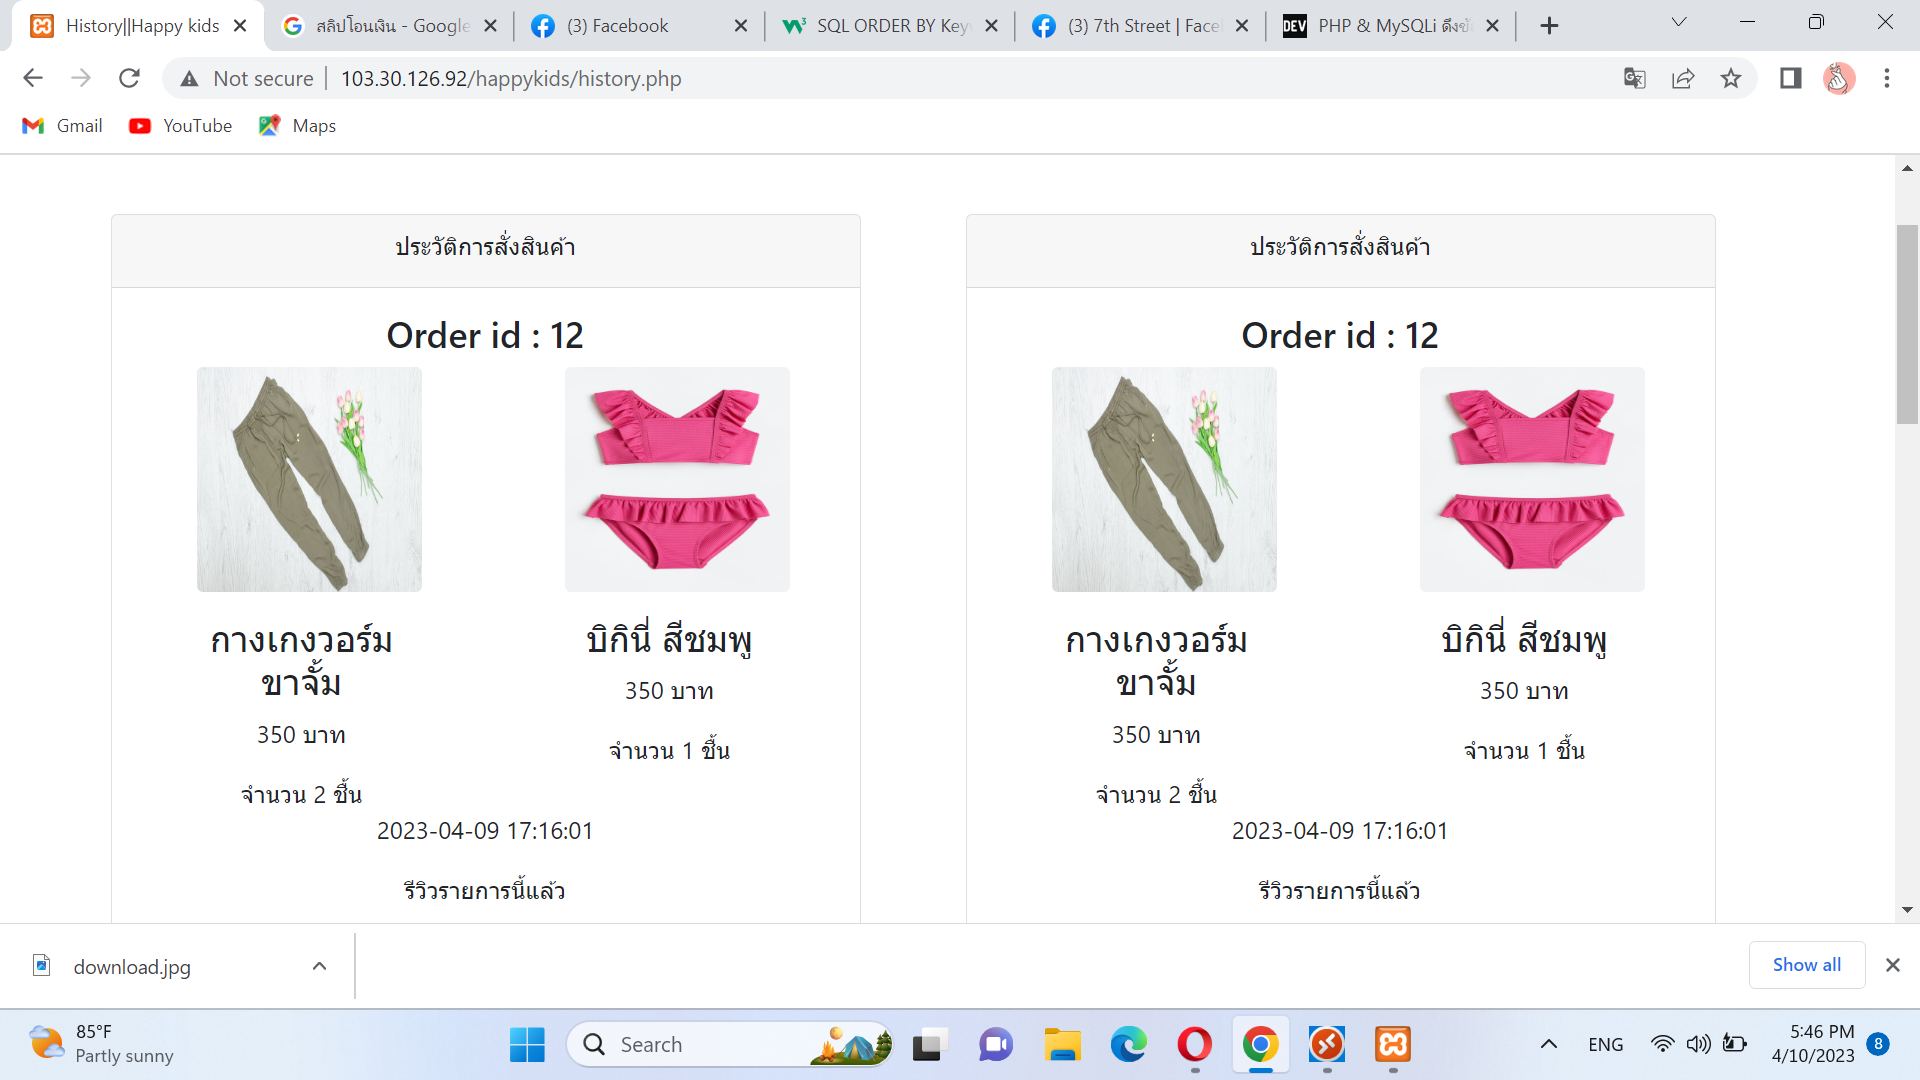 History||Happy kids
สลิปโอนเงิน - Google
(3) Facebook
SQL ORDER BY Keyw
(3) 7th Street | Facel
DEV PHP & MySQLi ดึงข้
Not secure | 103.30.126.92/happykids/history.php
Gmail
YouTube
Maps
ประวัติการสั่งสินค้า
Order id : 12
กางเกงวอร์ม
ขาจั้ม
350 บาท
จำนวน 2 ชิ้น
บิกินี่ สีชมพู
350 บาท
จำนวน 1 ชิ้น
2023-04-09 17:16:01
รีวิวรายการนี้แล้ว
ประวัติการสั่งสินค้า
Order id : 12
กางเกงวอร์ม
ขาจั้ม
350 บาท
จำนวน 2 ชิ้น
บิกินี่ สีชมพู
350 บาท
จำนวน 1 ชิ้น
2023-04-09 17:16:01
รีวิวรายการนี้แล้ว
download.jpg
Show all
85°F
Partly sunny
Search
ENG
5:46 PM
4/10/2023
8